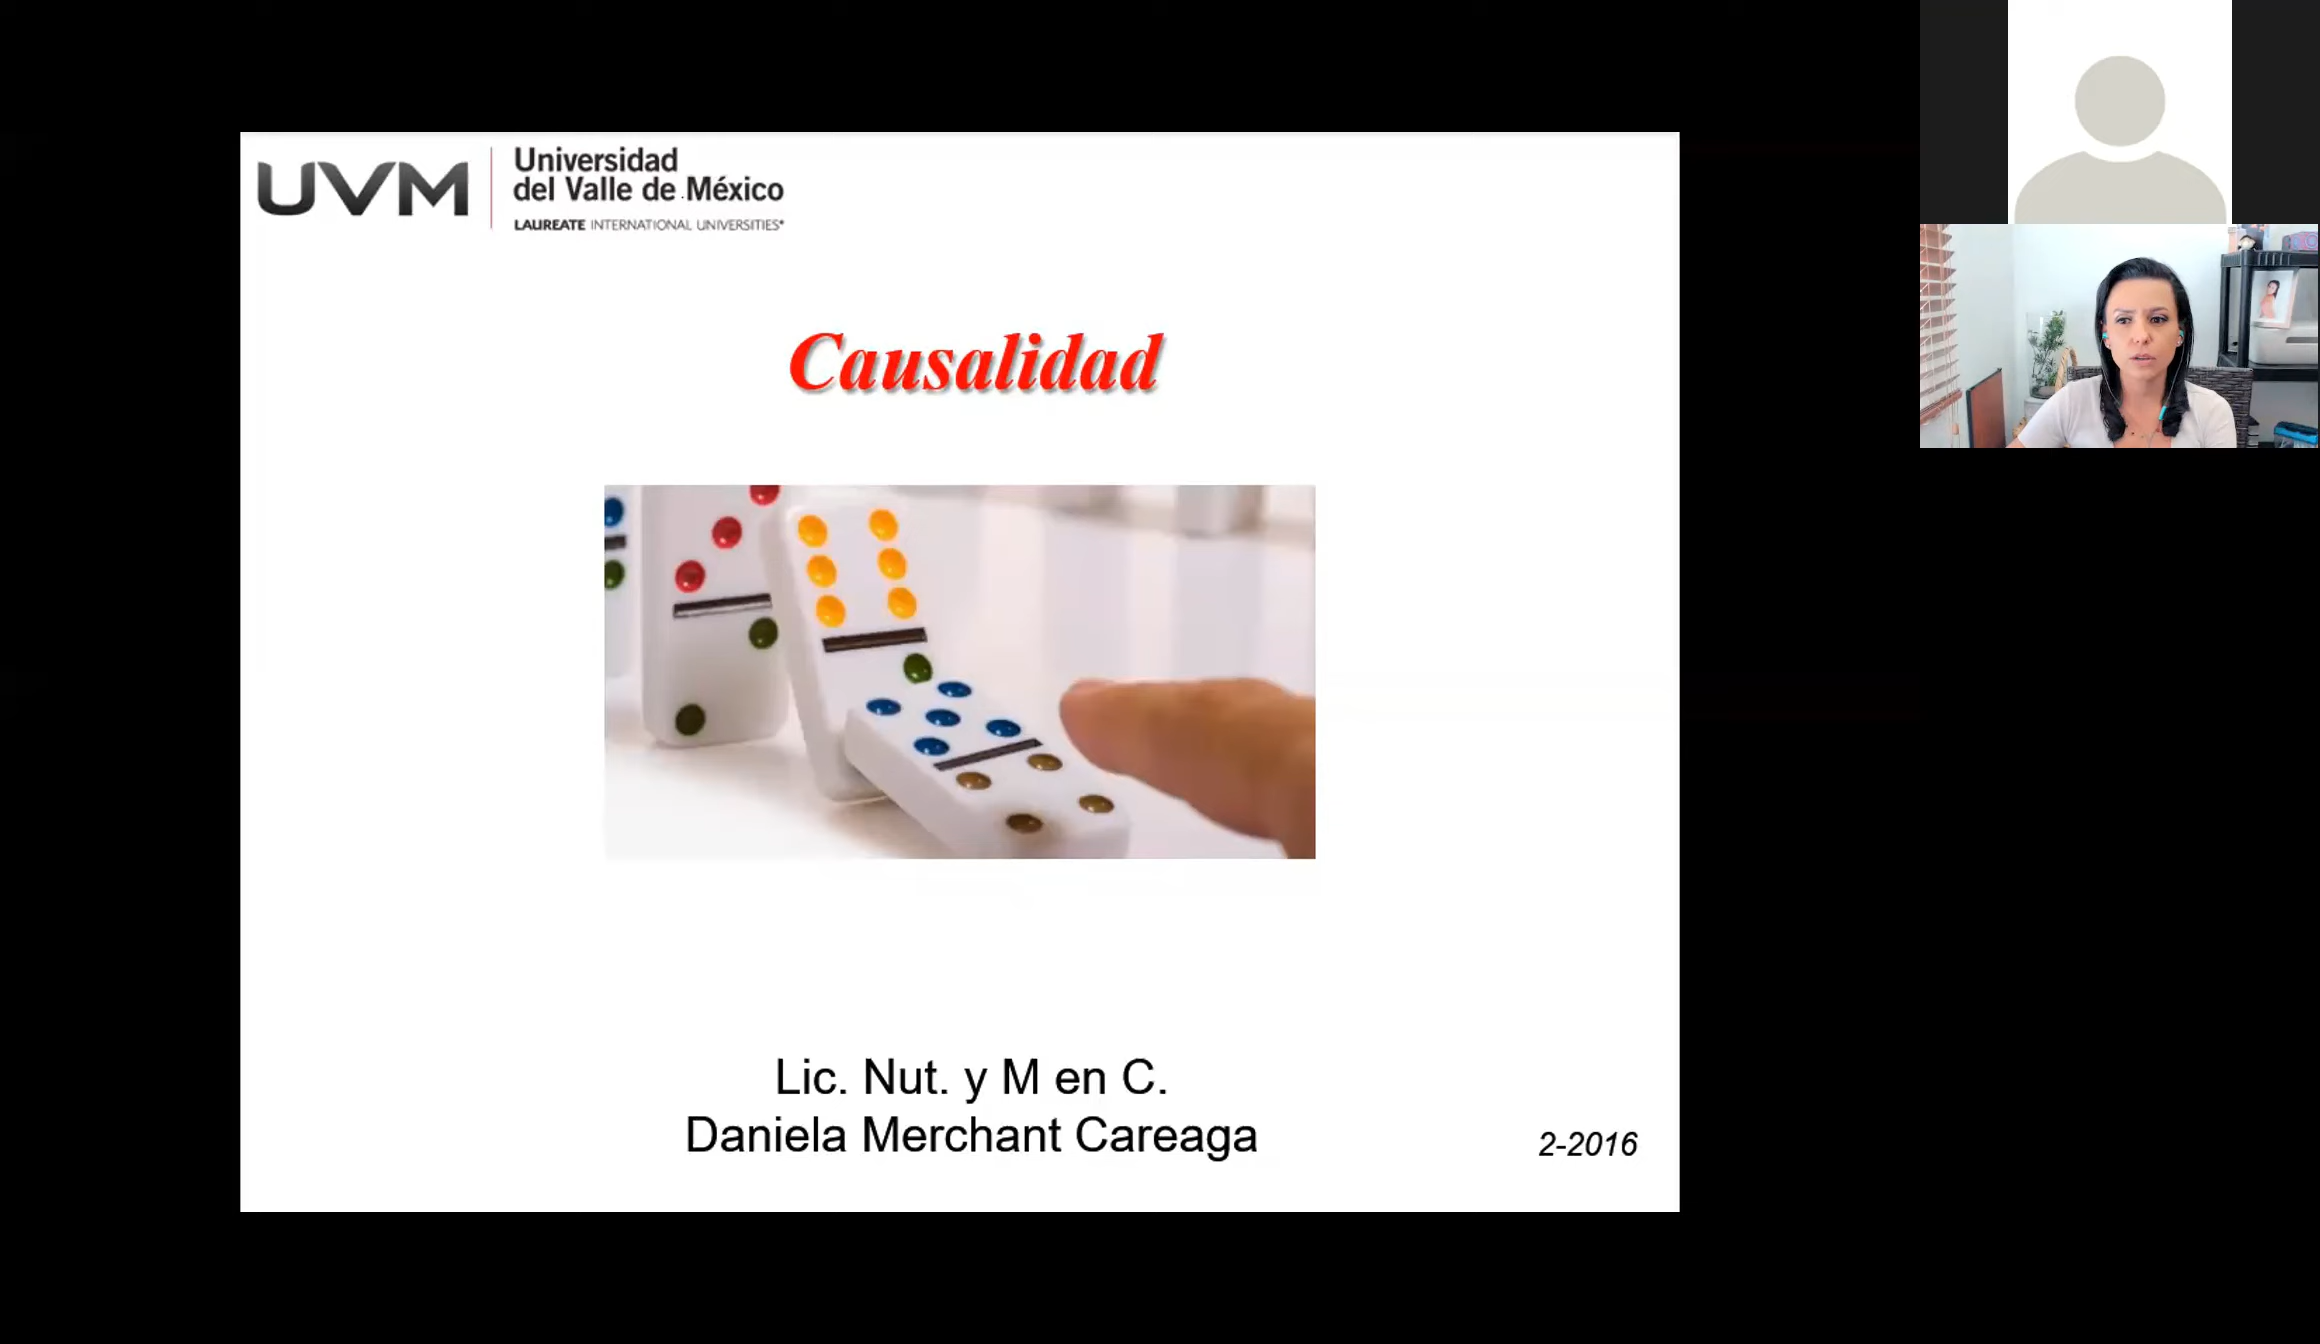 UVM
Universidad
del Valle de México
LAUREATE INTERNATIONAL UNIVERSITIES®
Causalidad
Lic. Nut. y M en C.
Daniela Merchant Careaga
2-2016